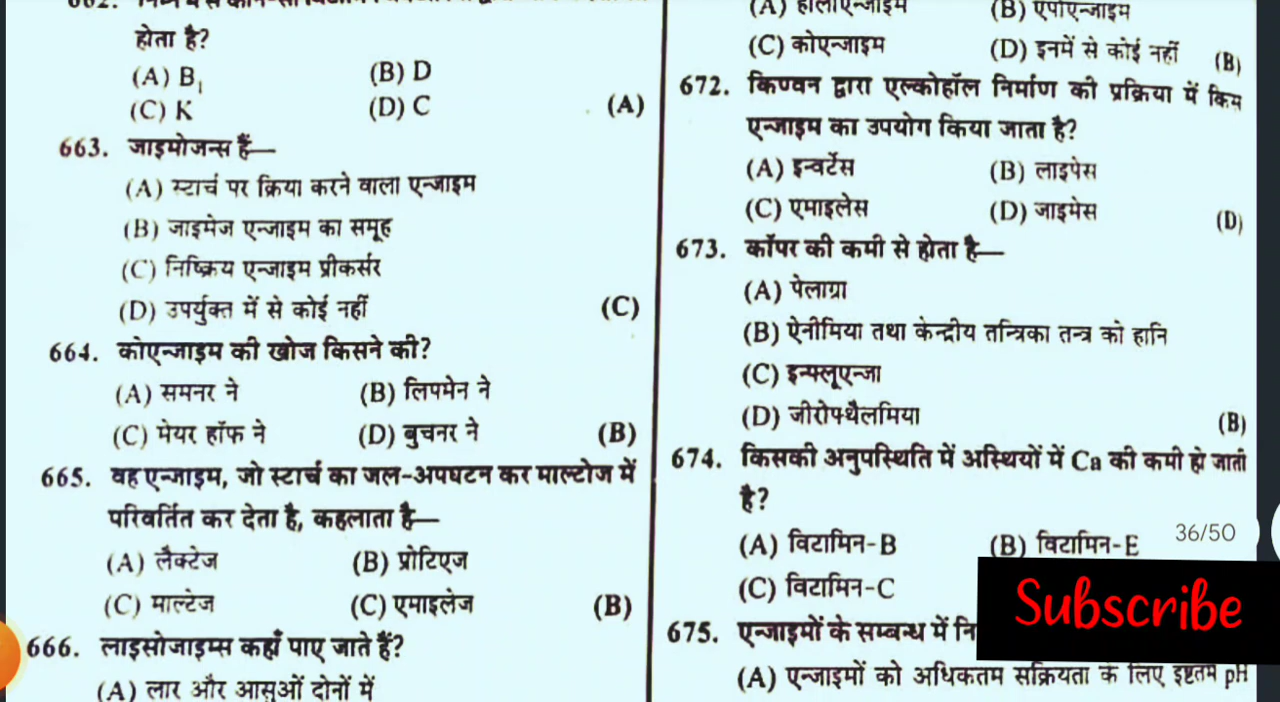 होता है?
(A) B₁ (B) D
(C) K (D) C (A)
663. जाइमोजन्स हैं—
(A) स्टार्च पर क्रिया करने वाला एन्जाइम
(B) जाइमेज एन्जाइम का समूह
(C) निष्क्रिय एन्जाइम प्रीकर्सर
(D) उपर्युक्त में से कोई नहीं (C)
664. कोएन्जाइम की खोज किसने की?
(A) समनर ने (B) लिपमेन ने
(C) मेयर हॉफ ने (D) बुचनर ने (B)
665. वह एन्जाइम, जो स्टार्च का जल-अपघटन कर माल्टोज में
परिवर्तित कर देता है, कहलाता है—
(A) लैक्टेज (B) प्रोटिएज
(C) माल्टेज (C) एमाइलेज (B)
666. लाइसोजाइम्स कहाँ पाए जाते हैं?
(A) लार और आसुओं दोनों में
(A) हालोएन्जाइम (B) एपोएन्जाइम
(C) कोएन्जाइम (D) इनमें से कोई नहीं (B)
672. किण्वन द्वारा एल्कोहॉल निर्माण की प्रक्रिया में किस
एन्जाइम का उपयोग किया जाता है?
(A) इन्वर्टेस (B) लाइपेस
(C) एमाइलेस (D) जाइमेस (D)
673. कॉपर की कमी से होता है—
(A) पेलाग्रा
(B) ऐनीमिया तथा केन्द्रीय तन्त्रिका तन्त्र को हानि
(C) इन्फ्लूएन्जा
(D) जीरोफ्थैलमिया (B)
674. किसकी अनुपस्थिति में अस्थियों में Ca की कमी हो जाती
है?
(A) विटामिन-B (B) विटामिन-E
(C) विटामिन-C
675. एन्जाइमों के सम्बन्ध में
(A) एन्जाइमों को अधिकतम सक्रियता के लिए इष्टतम pH
36/50
Subscribe